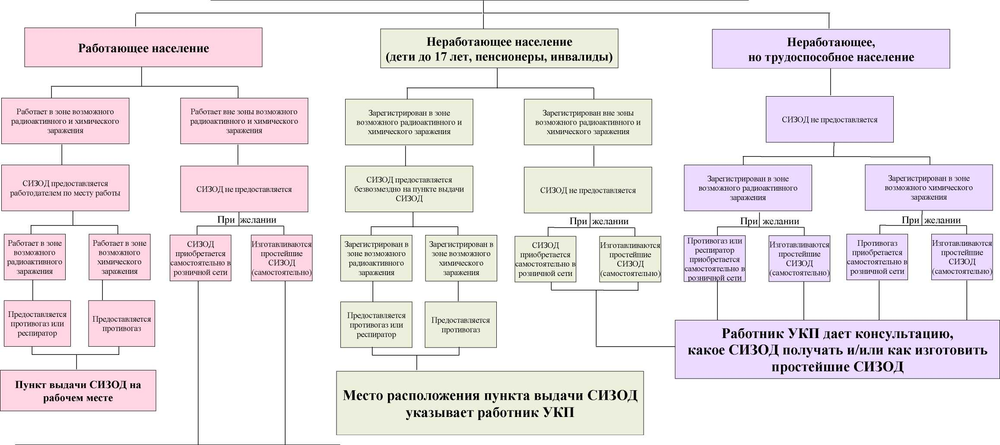 Работающее население
Неработающее население
(дети до 17 лет, пенсионеры, инвалиды)
Неработающее,
но трудоспособное население
Работает в зоне возможного
радиоактивного и химического
заражения
Работает вне зоны возможного
радиоактивного и химического
заражения
Зарегистрирован в зоне
возможного радиоактивного и
химического заражения
Зарегистрирован вне зоны
возможного радиоактивного и
химического заражения
СИЗОД не предоставляется
СИЗОД предоставляется
работодателем по месту работы
СИЗОД не предоставляется
СИЗОД предоставляется
безвозмездно на пункте выдачи
СИЗОД
СИЗОД не предоставляется
Зарегистрирован в зоне
возможного радиоактивного
заражения
Зарегистрирован в зоне
возможного химического
заражения
При желании
При желании
При желании
При желании
Работает в зоне
возможного
радиоактивного
заражения
Работает в зоне
возможного
химического
заражения
СИЗОД
приобретается
самостоятельно в
розничной сети
Изготавливаются
простейшие
СИЗОД
(самостоятельно)
Зарегистрирован в
зоне возможного
радиоактивного
заражения
Зарегистрирован в
зоне возможного
химического
заражения
СИЗОД
приобретается
самостоятельно в
розничной сети
Изготавливаются
простейшие
СИЗОД
(самостоятельно)
Противогаз или
респиратор
приобретается
самостоятельно в
розничной сети
Изготавливаются
простейшие
СИЗОД
(самостоятельно)
Противогаз
приобретается
самостоятельно в
розничной сети
Изготавливаются
простейшие
СИЗОД
(самостоятельно)
Предоставляется
противогаз или
респиратор
Предоставляется
противогаз
Предоставляется
противогаз или
респиратор
Предоставляется
противогаз
Работник УКП дает консультацию,
какое СИЗОД получать и/или как изготовить
простейшие СИЗОД
Пункт выдачи СИЗОД на
рабочем месте
Место расположения пункта выдачи СИЗОД
указывает работник УКП